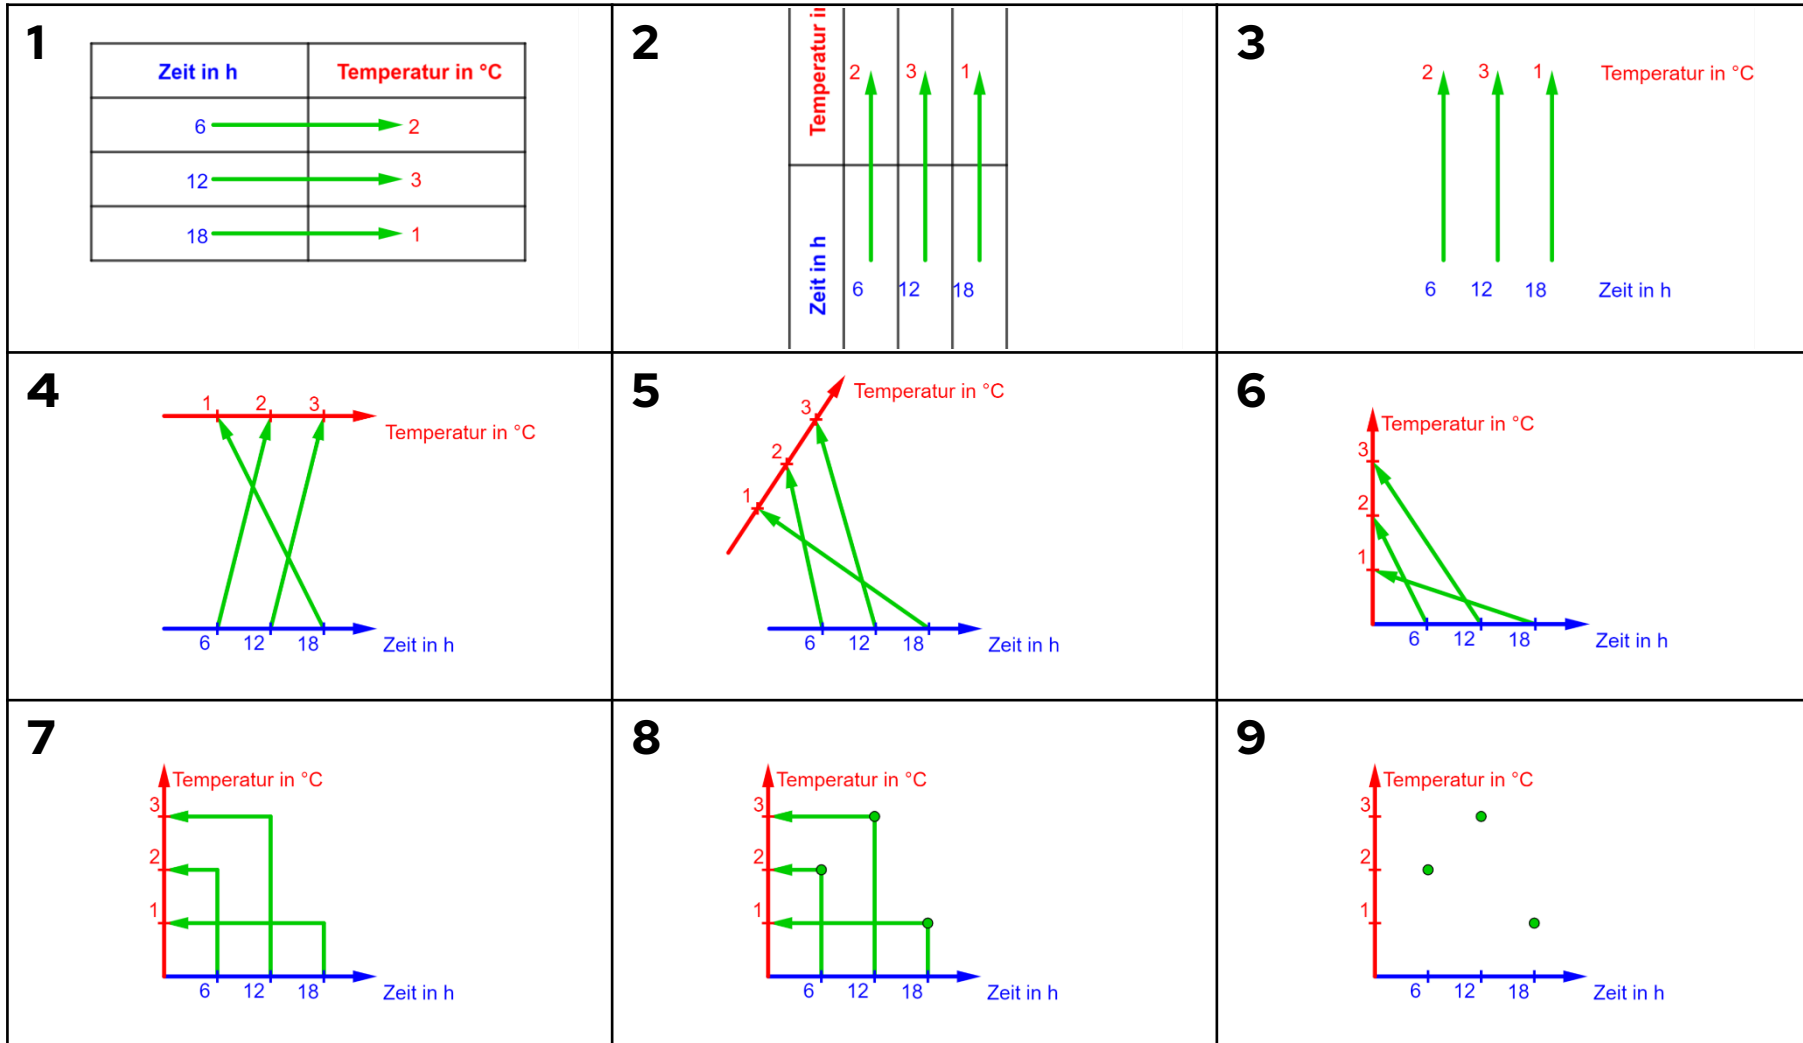 1
Zeit in h Temperatur in °C
6 2
12 3
18 1
2
Temperatur i
2 3 1
Zeit in h
6 12 18
3
2 3 1 Temperatur in °C
6 12 18 Zeit in h
4
1 2 3
Temperatur in °C
6 12 18 Zeit in h
5
Temperatur in °C
3
2
1
6 12 18 Zeit in h
6
Temperatur in °C
3
2
1
6 12 18 Zeit in h
7
Temperatur in °C
3
2
1
6 12 18 Zeit in h
8
Temperatur in °C
3
2
1
6 12 18 Zeit in h
9
Temperatur in °C
3
2
1
6 12 18 Zeit in h